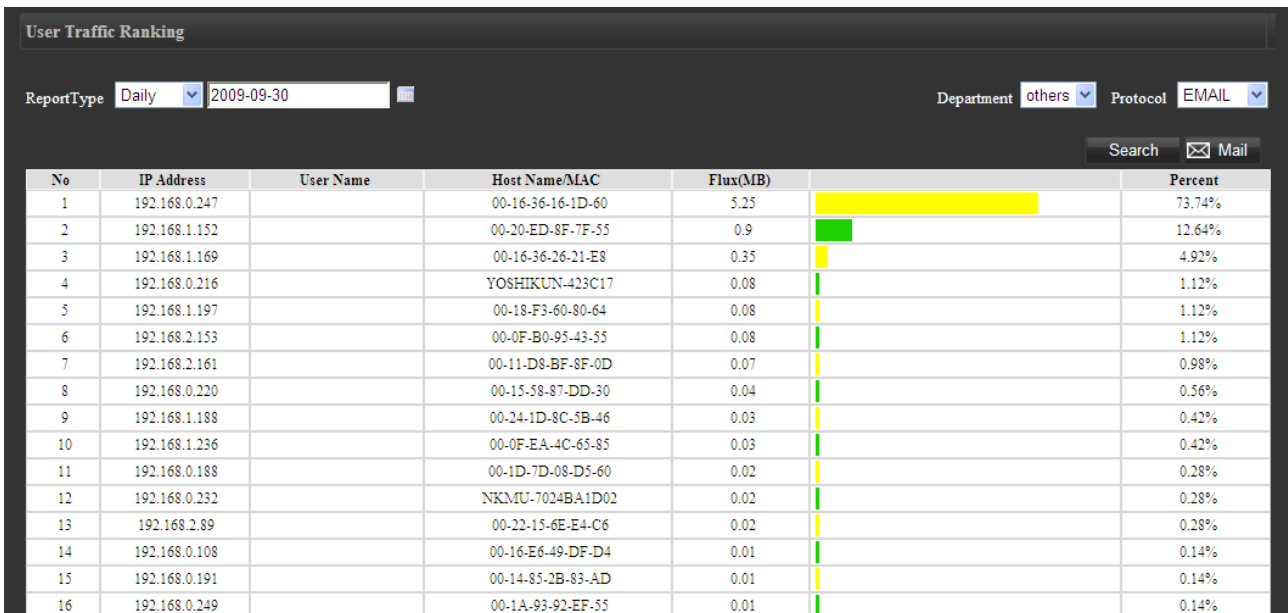 User Traffic Ranking
ReportType Daily 2009-09-30 Department others Protocol EMAIL
Search Mail
No IP Address User Name Host Name/MAC Flux(MB) Percent
1 192.168.0.247 00-16-36-16-1D-60 5.25 73.74%
2 192.168.1.152 00-20-ED-8F-7F-55 0.9 12.64%
3 192.168.1.169 00-16-36-26-21-E8 0.35 4.92%
4 192.168.0.216 YOSHIKUN-423C17 0.08 1.12%
5 192.168.1.197 00-18-F3-60-80-64 0.08 1.12%
6 192.168.2.153 00-0F-B0-95-43-55 0.08 1.12%
7 192.168.2.161 00-11-D8-BF-8F-0D 0.07 0.98%
8 192.168.0.220 00-15-58-87-DD-30 0.04 0.56%
9 192.168.1.188 00-24-1D-8C-5B-46 0.03 0.42%
10 192.168.1.236 00-0F-EA-4C-65-85 0.03 0.42%
11 192.168.0.188 00-1D-7D-08-D5-60 0.02 0.28%
12 192.168.0.232 NKMU-7024BA1D02 0.02 0.28%
13 192.168.2.89 00-22-15-6E-E4-C6 0.02 0.28%
14 192.168.0.108 00-16-E6-49-DF-D4 0.01 0.14%
15 192.168.0.191 00-14-85-2B-83-AD 0.01 0.14%
16 192.168.0.249 00-1A-93-92-EF-55 0.01 0.14%